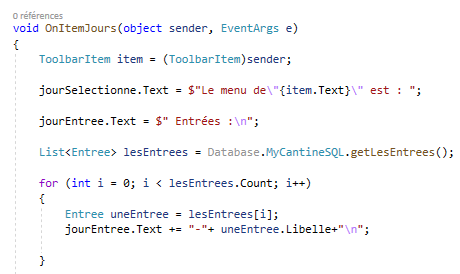 0 références
void OnItemJours(object sender, EventArgs e)
{
ToolbarItem item = (ToolbarItem)sender;
jourSelectionne.Text = $"Le menu de\"{item.Text}\" est : ";
jourEntree.Text = $" Entrées :\n";
List<Entree> lesEntrees = Database.MyCantineSQL.getLesEntrees();
for (int i = 0; i < lesEntrees.Count; i++)
{
Entree uneEntree = lesEntrees[i];
jourEntree.Text += "-"+ uneEntree.Libelle+"\n";
}